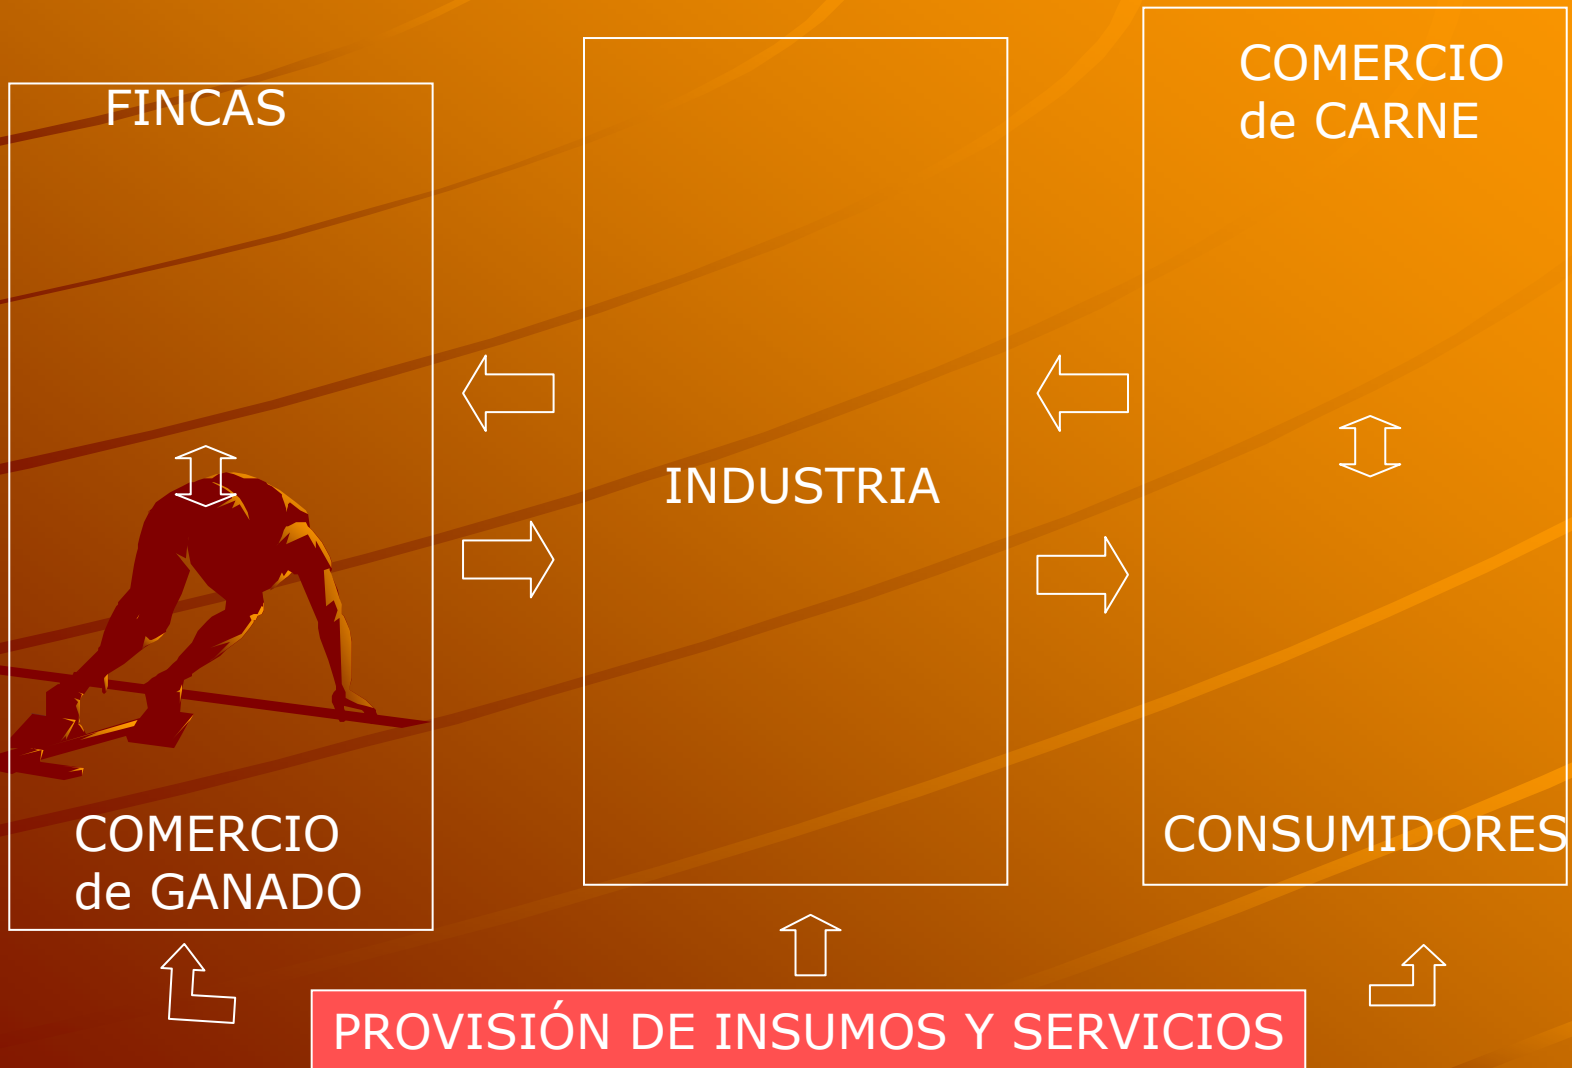 FINCAS
COMERCIO
de GANADO
INDUSTRIA
COMERCIO
de CARNE
CONSUMIDORES
PROVISIÓN DE INSUMOS Y SERVICIOS